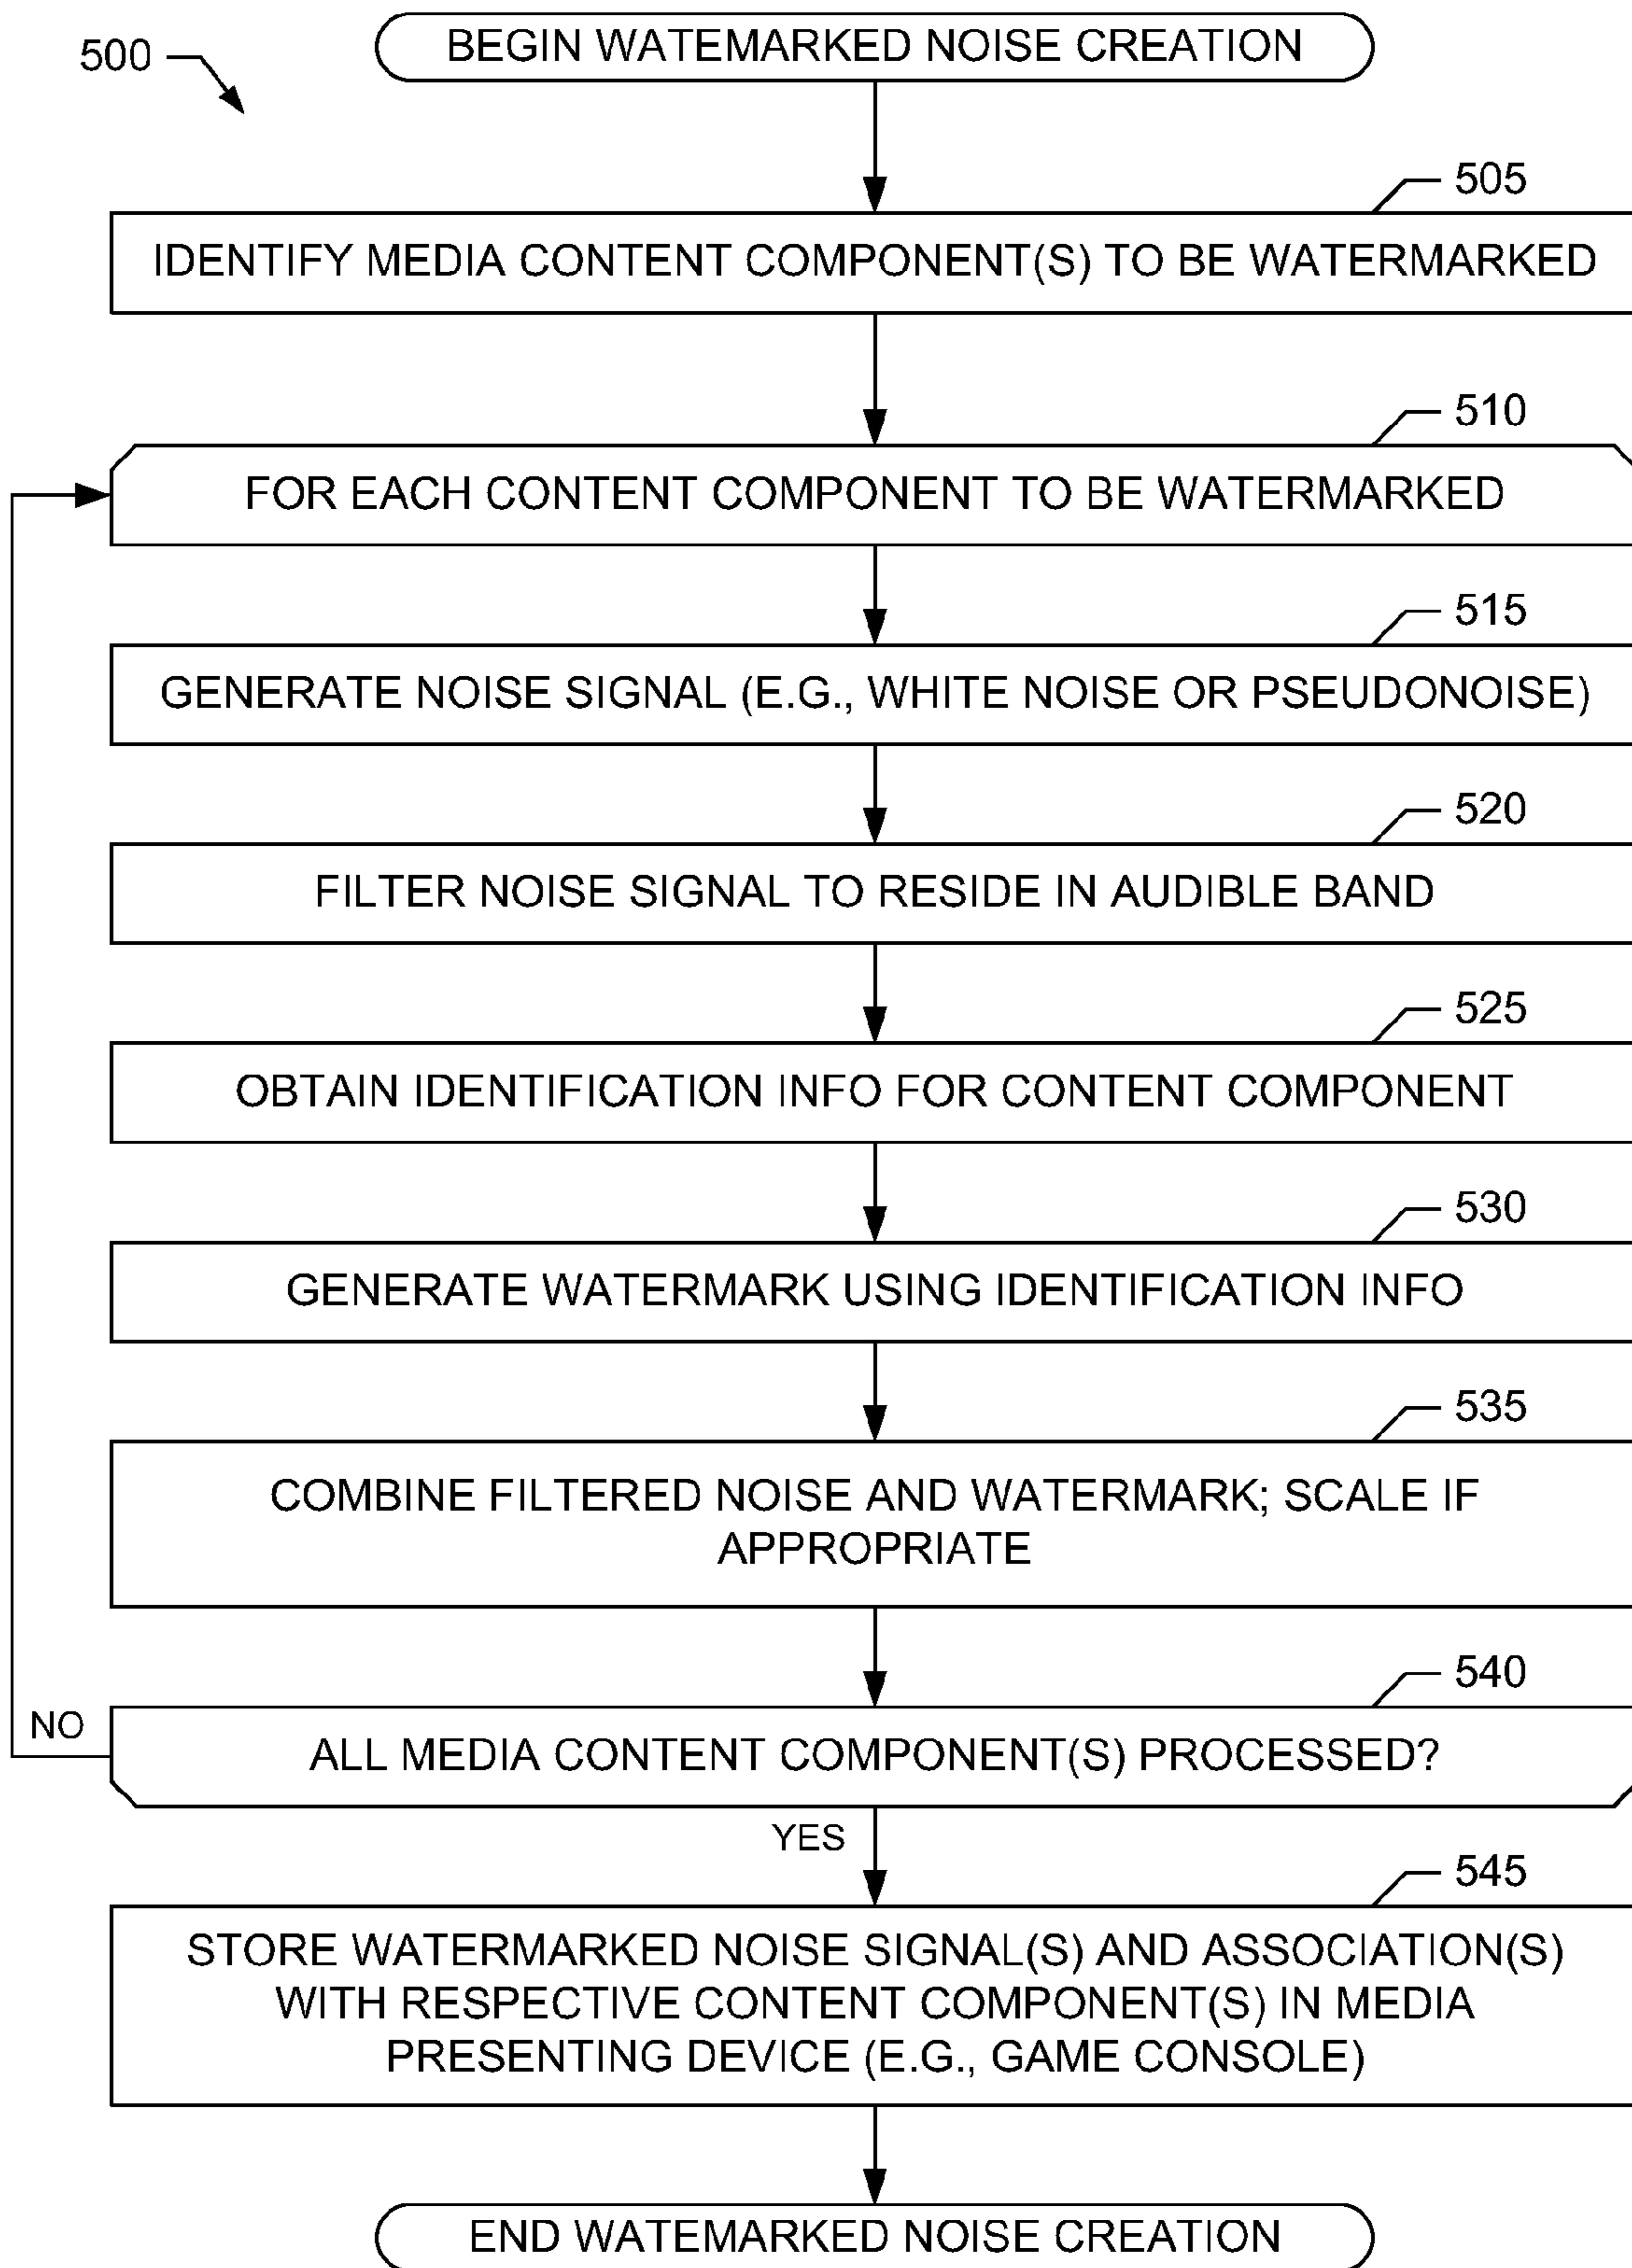 500
BEGIN WATEMARKED NOISE CREATION
505
IDENTIFY MEDIA CONTENT COMPONENT(S) TO BE WATERMARKED
510
FOR EACH CONTENT COMPONENT TO BE WATERMARKED
515
GENERATE NOISE SIGNAL (E.G., WHITE NOISE OR PSEUDONOISE)
520
FILTER NOISE SIGNAL TO RESIDE IN AUDIBLE BAND
525
OBTAIN IDENTIFICATION INFO FOR CONTENT COMPONENT
530
GENERATE WATERMARK USING IDENTIFICATION INFO
535
COMBINE FILTERED NOISE AND WATERMARK; SCALE IF
APPROPRIATE
540
NO
ALL MEDIA CONTENT COMPONENT(S) PROCESSED?
YES
545
STORE WATERMARKED NOISE SIGNAL(S) AND ASSOCIATION(S)
WITH RESPECTIVE CONTENT COMPONENT(S) IN MEDIA
PRESENTING DEVICE (E.G., GAME CONSOLE)
END WATEMARKED NOISE CREATION